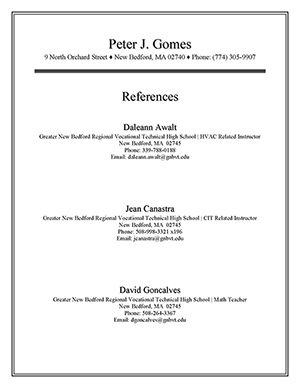 Peter J. Gomes
9 North Orchard Street ♦ New Bedford, MA 02740 ♦ Phone: (774) 305-9907
References
Daleann Awalt
Greater New Bedford Regional Vocational Technical High School | HVAC Related Instructor
New Bedford, MA 02745
Phone: 339-788-0188
Email: daleann.awalt@gnbvt.edu
Jean Canastra
Greater New Bedford Regional Vocational Technical High School | CIT Related Instructor
New Bedford, MA 02745
Phone: 508-998-3321 x196
Email: jcanastra@gnbvt.edu
David Goncalves
Greater New Bedford Regional Vocational Technical High School | Math Teacher
New Bedford, MA 02745
Phone: 508-264-3367
Email: dgoncalves@gnbvt.edu